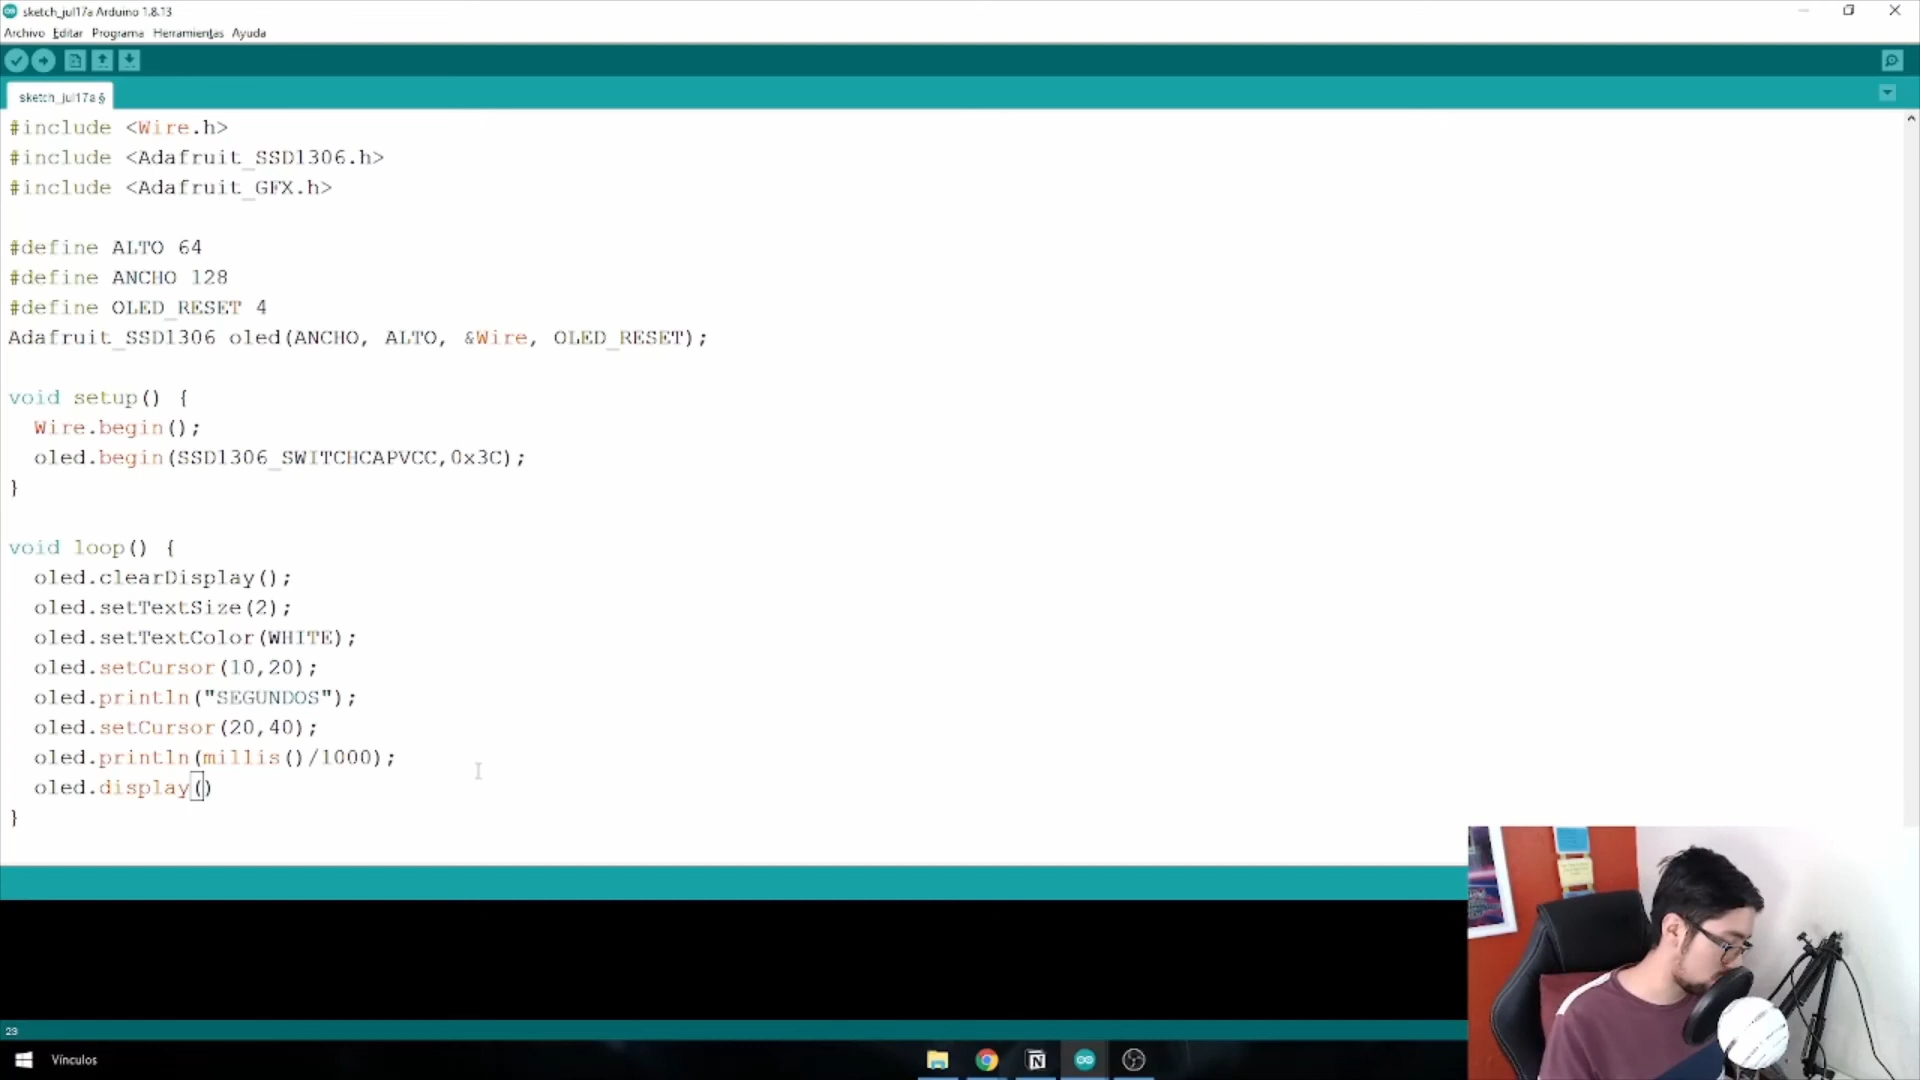 sketch_jul17a Arduino 1.8.13
Archivo Editar Programa Herramientas Ayuda
sketch_jul17a §
#include <Wire.h>
#include <Adafruit_SSD1306.h>
#include <Adafruit_GFX.h>
#define ALTO 64
#define ANCHO 128
#define OLED_RESET 4
Adafruit_SSD1306 oled(ANCHO, ALTO, &Wire, OLED_RESET);
void setup() {
Wire.begin();
oled.begin(SSD1306_SWITCHCAPVCC,0x3C);
}
void loop() {
oled.clearDisplay();
oled.setTextSize(2);
oled.setTextColor(WHITE);
oled.setCursor(10,20);
oled.println("SEGUNDOS");
oled.setCursor(20,40);
oled.println(millis()/1000);
oled.display()
}
23
Vínculos